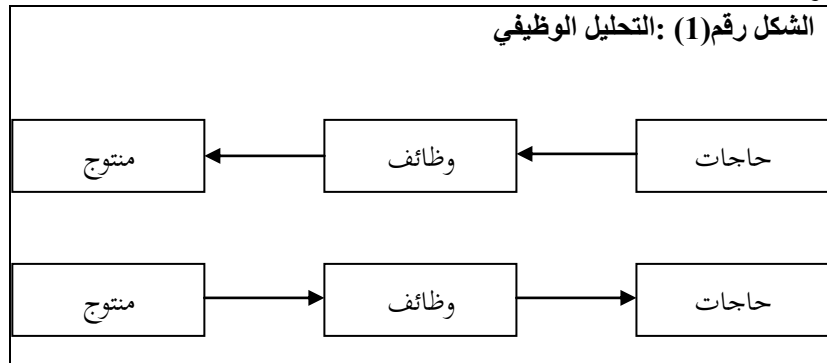 الشكل رقم(1) :التحليل الوظيفي
حاجات
وظائف
منتوج
حاجات
وظائف
منتوج